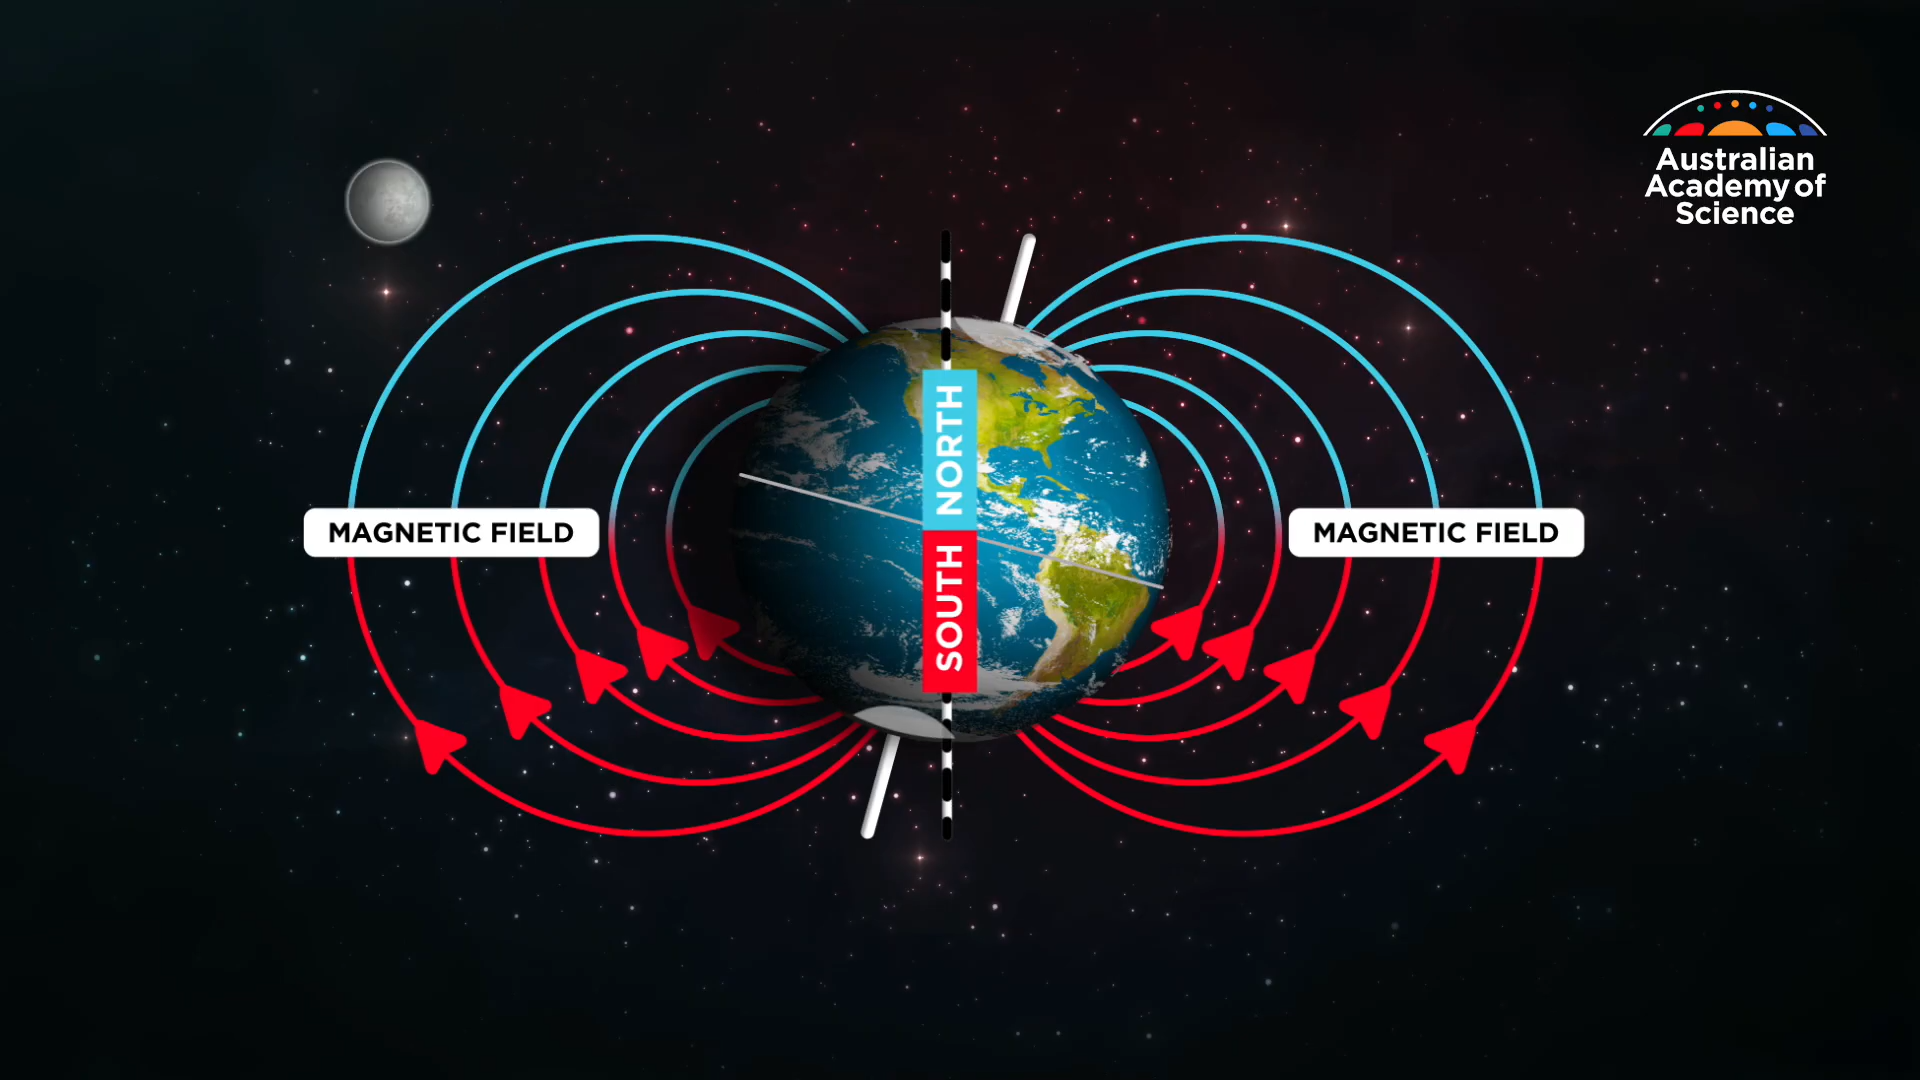 Australian
Academy of
Science
NORTH
SOUTH
MAGNETIC FIELD
MAGNETIC FIELD